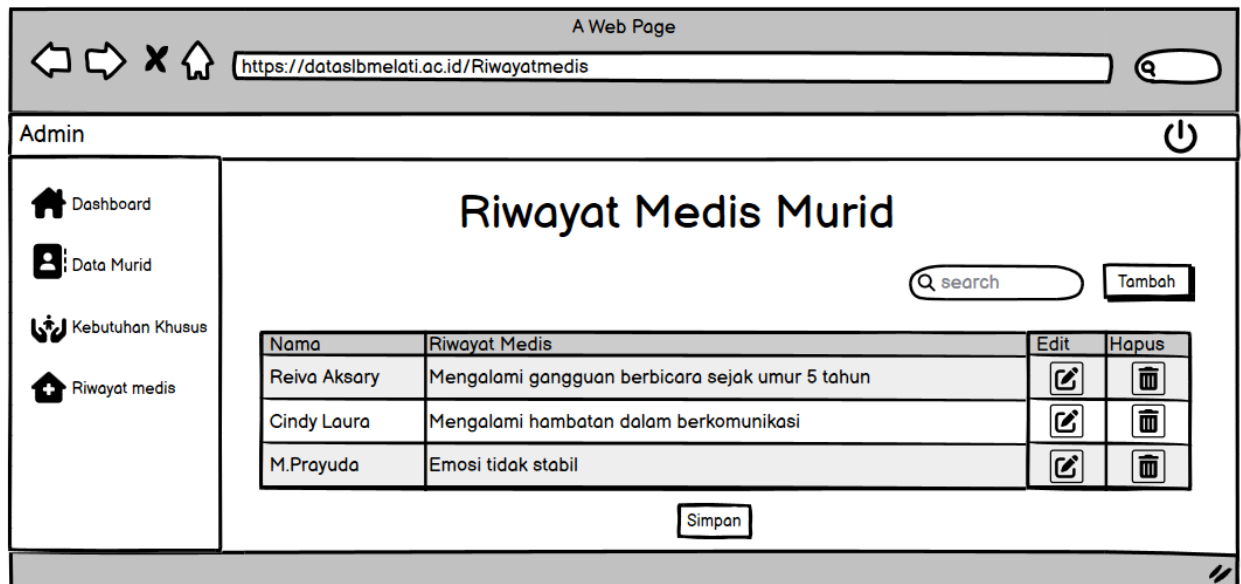 A Web Page
https://dataslbmelati.ac.id/Riwayatmedis
Admin
Dashboard
Data Murid
Kebutuhan Khusus
Riwayat medis
Riwayat Medis Murid
search
Tambah
Nama Riwayat Medis Edit Hapus
Reiva Aksary Mengalami gangguan berbicara sejak umur 5 tahun
Cindy Laura Mengalami hambatan dalam berkomunikasi
M.Prayuda Emosi tidak stabil
Simpan